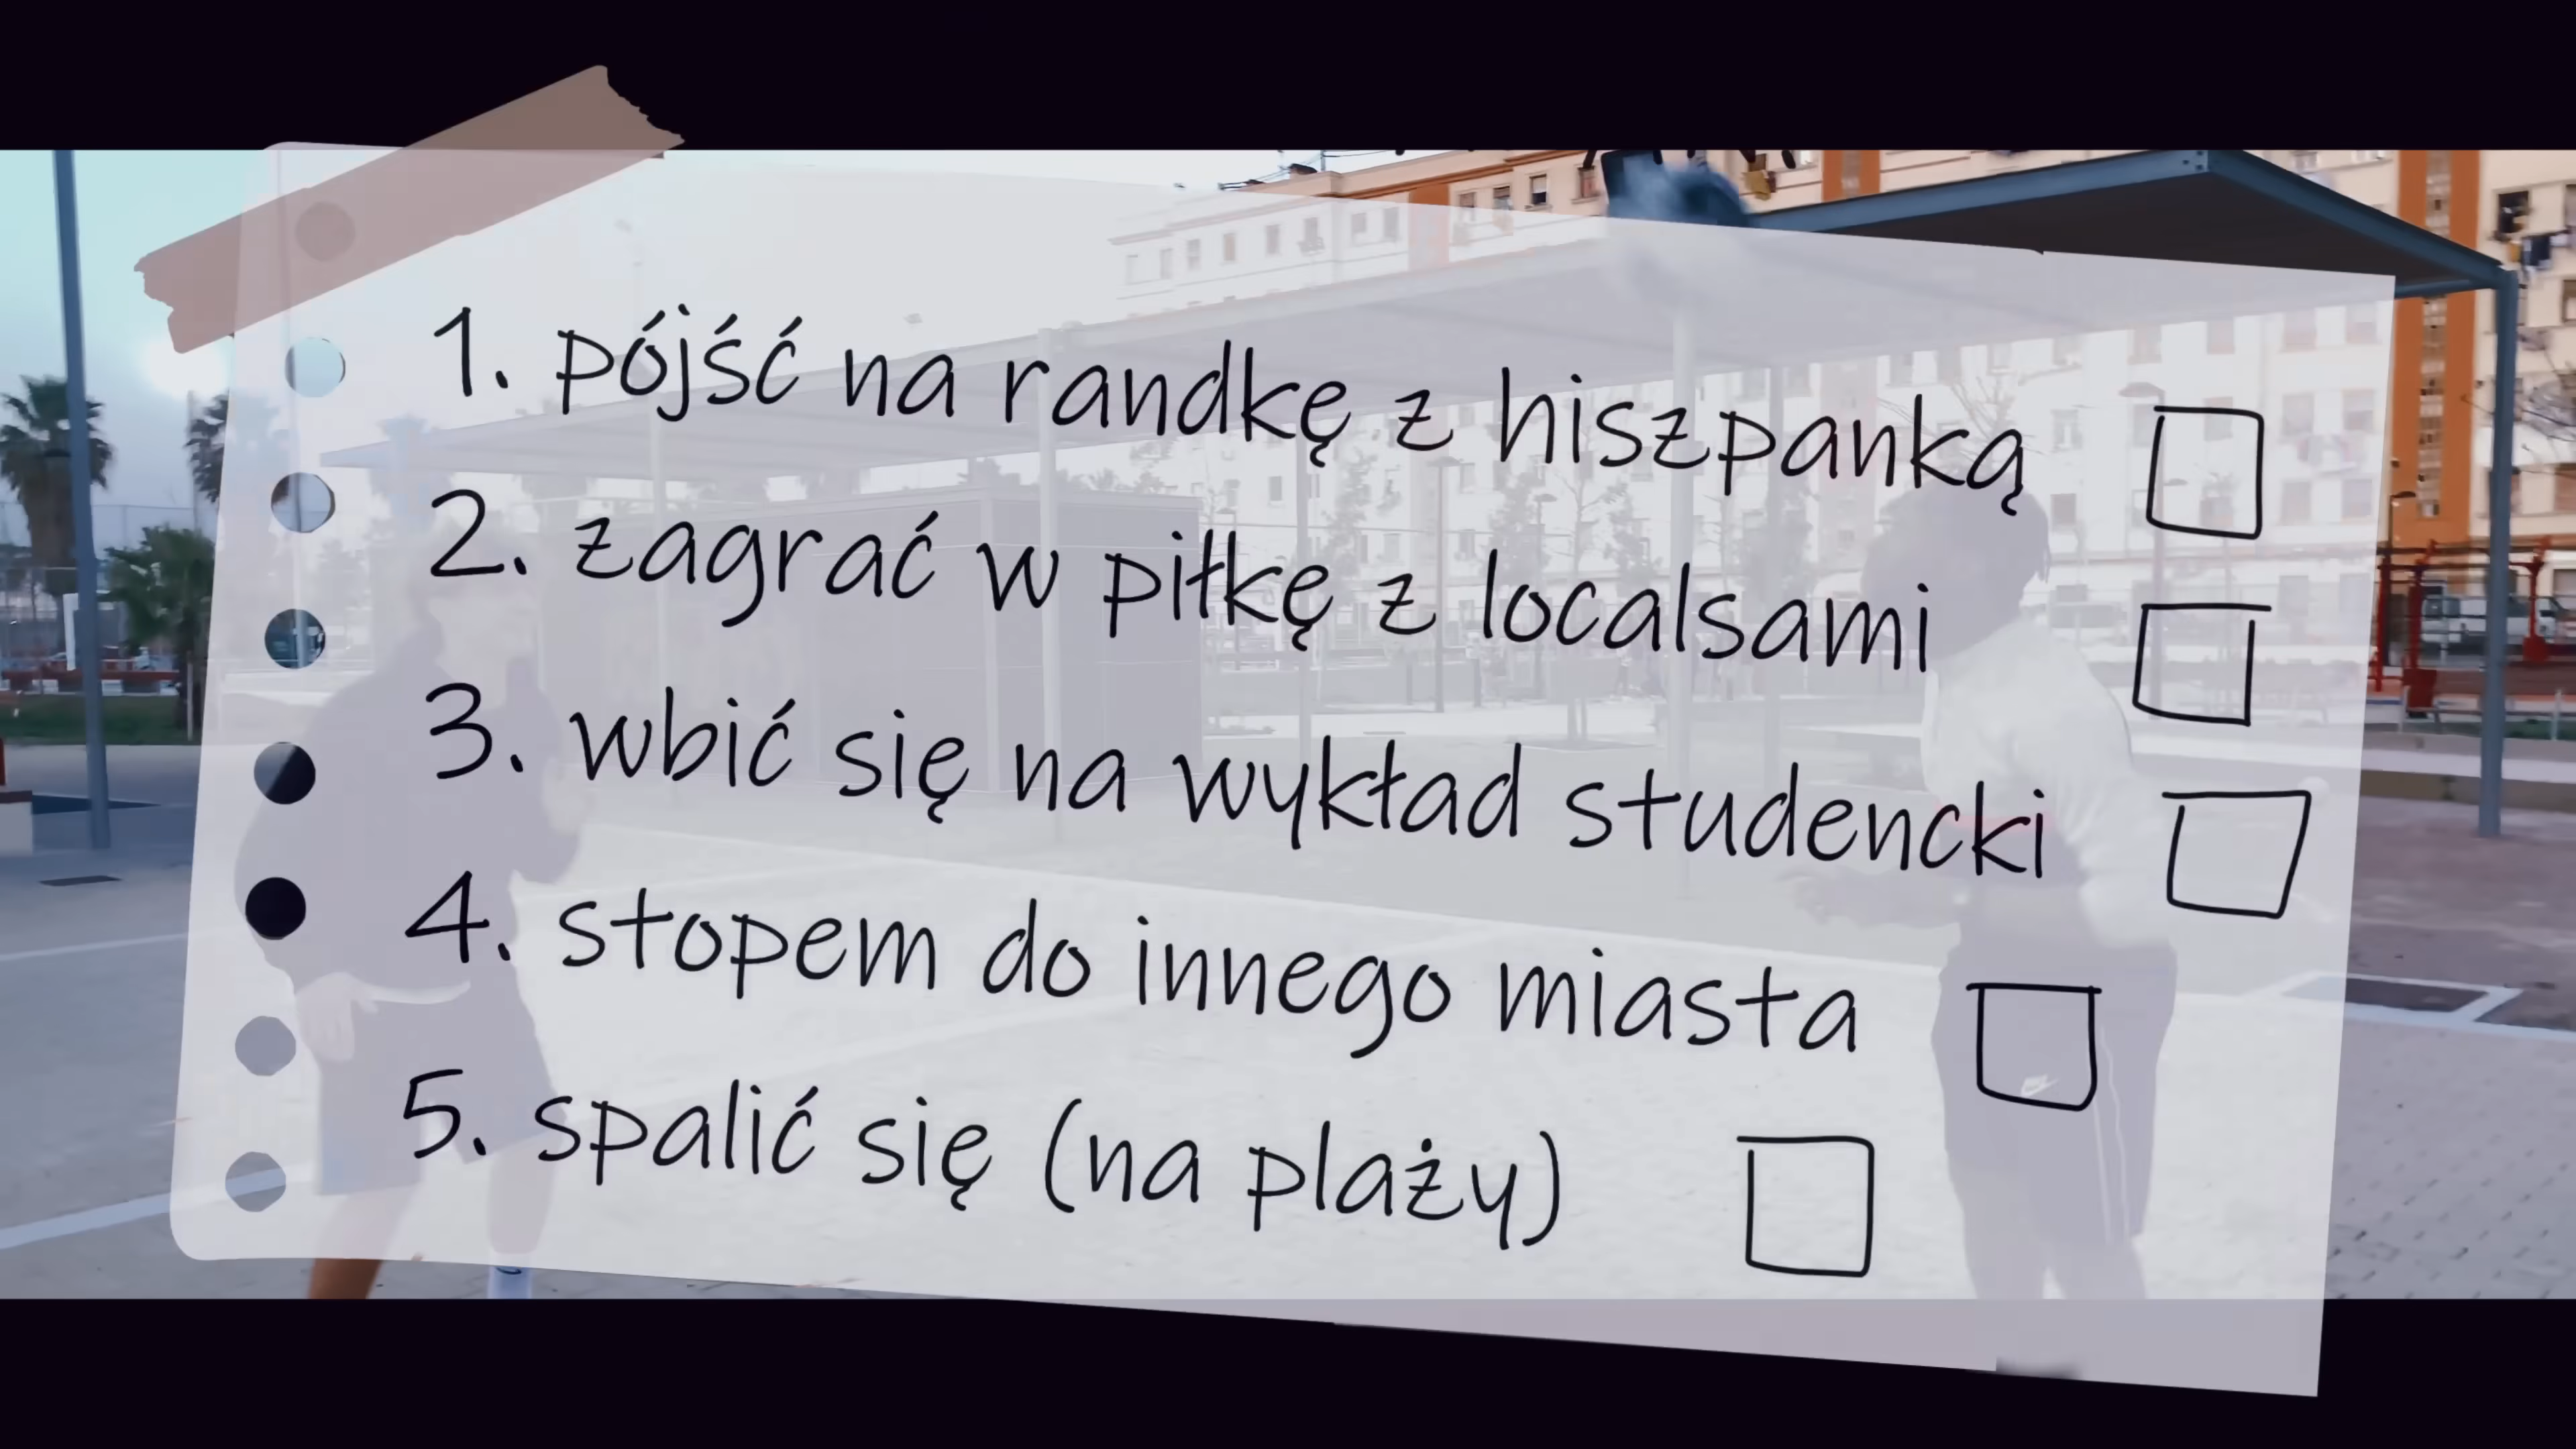 1. pójść na randkę z hiszpanką
2. zagrać w piłkę z localsami
3. wbić się na wykład studencki
4. stopem do innego miasta
5. spalić się (na plaży)